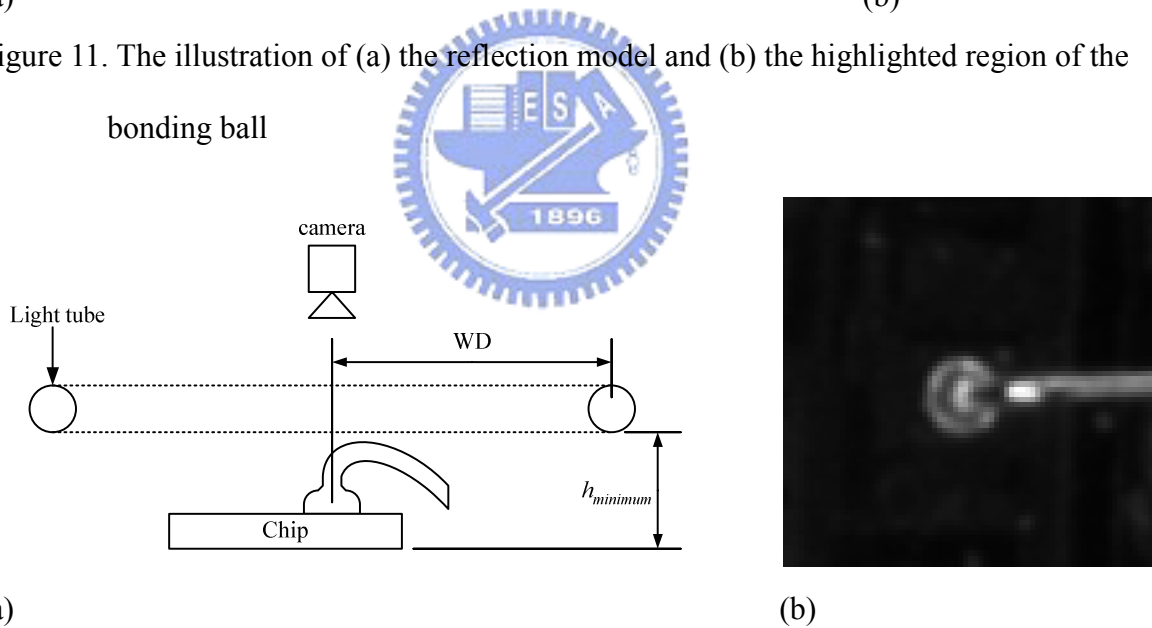 a) (b)
igure 11. The illustration of (a) the reflection model and (b) the highlighted region of the
bonding ball
ESA
1896
camera
Light tube
WD
h_minimum
Chip
a) (b)